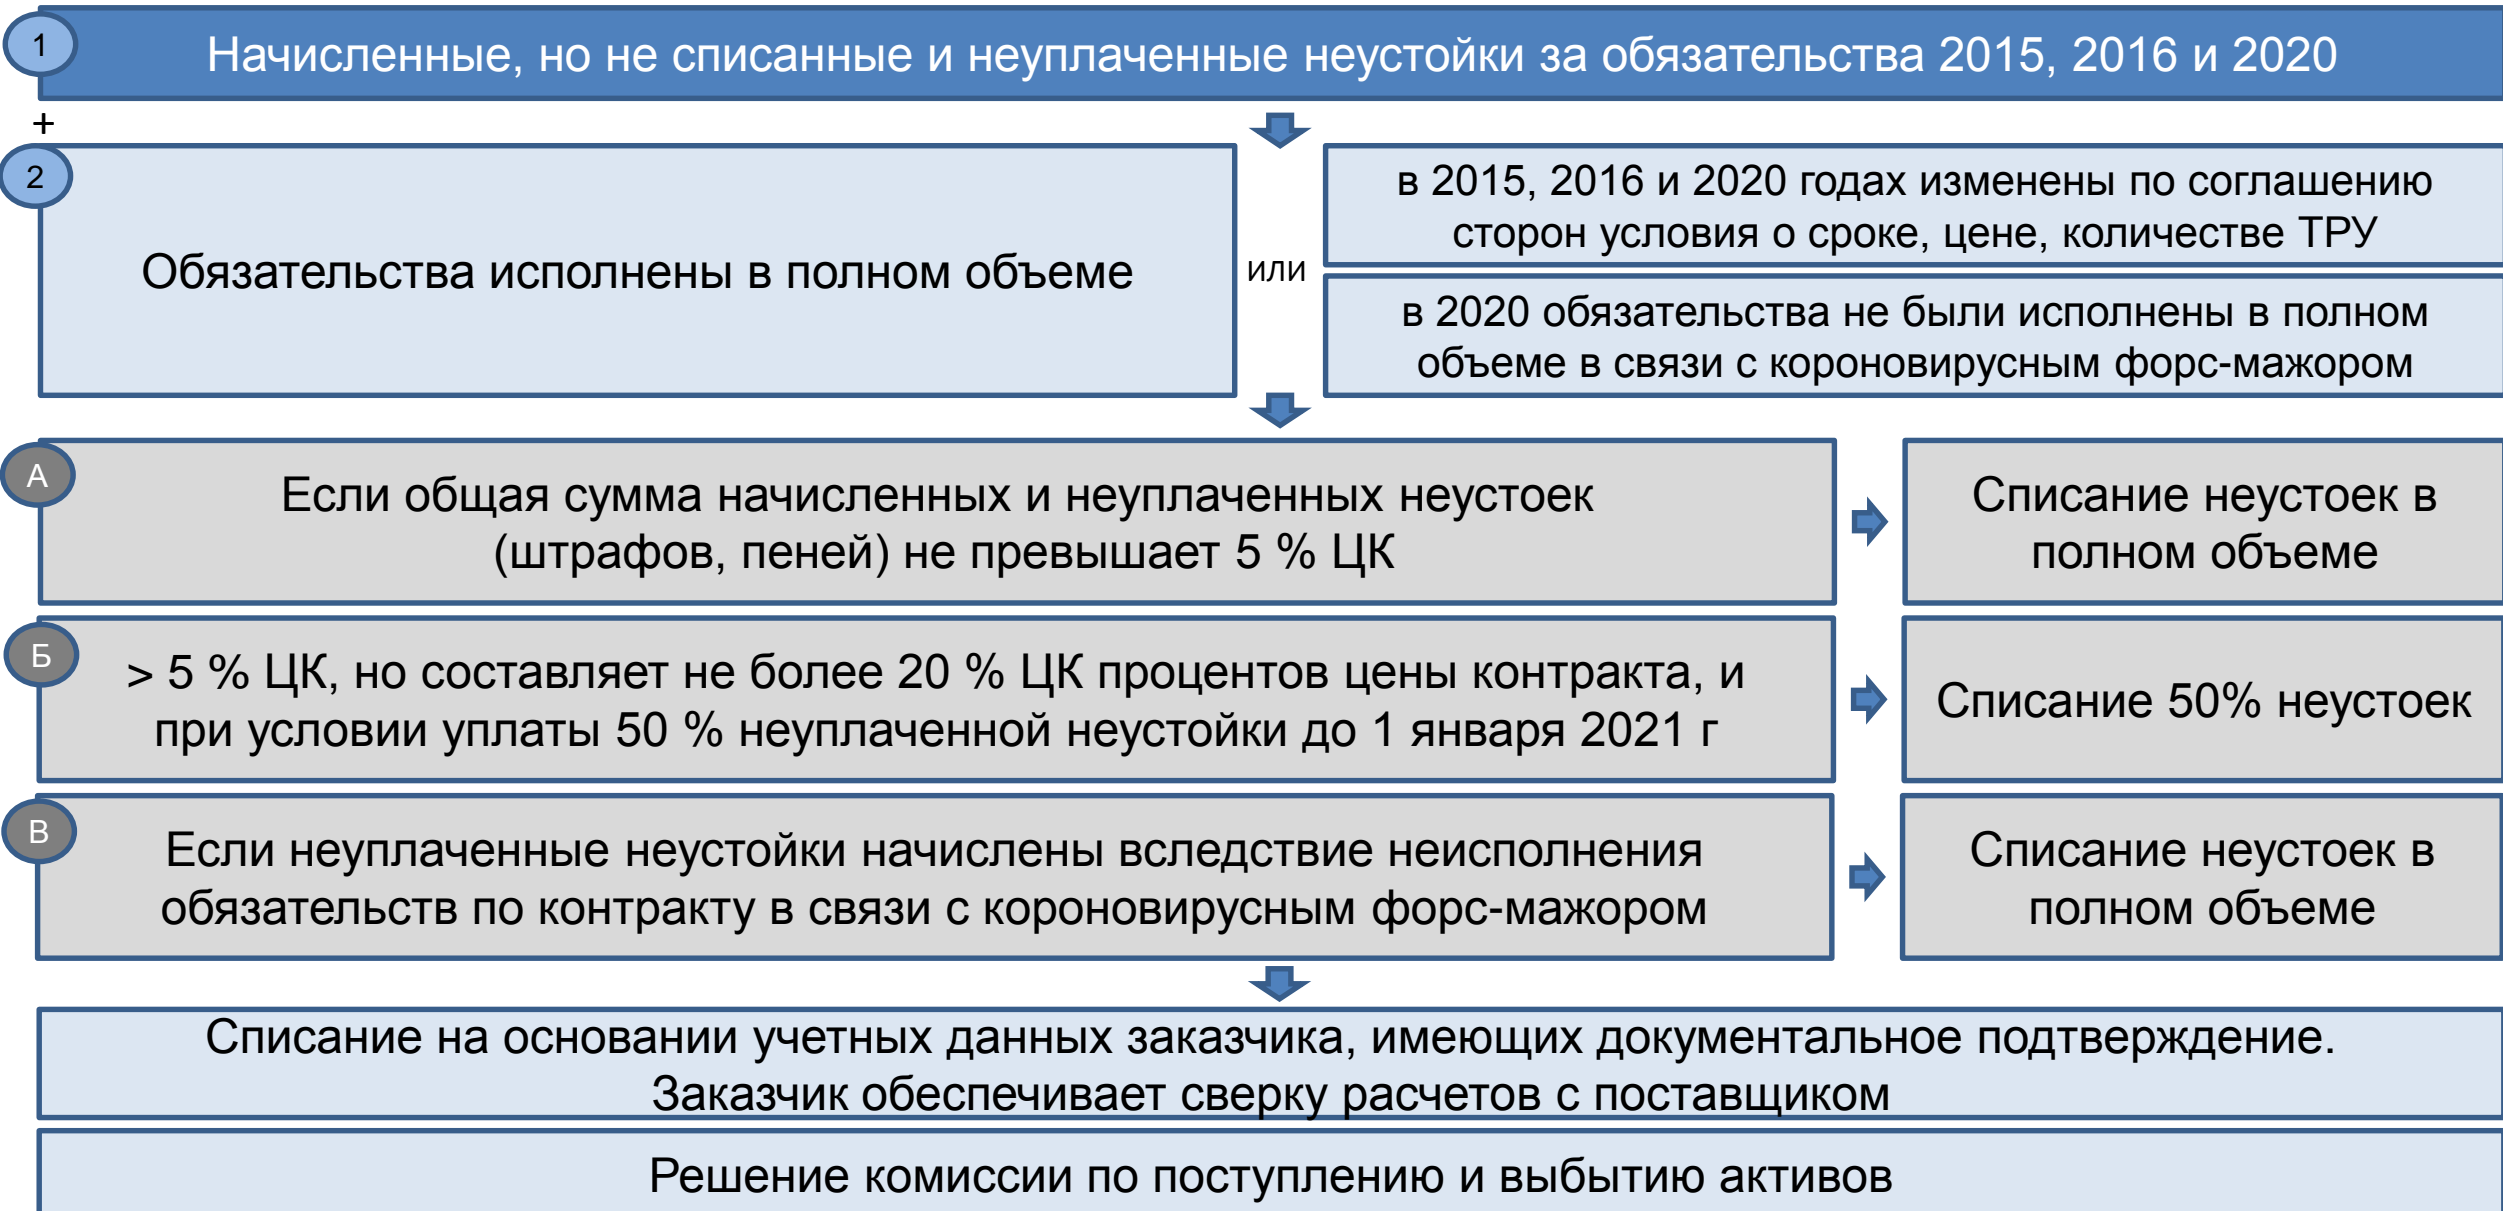 1
Начисленные, но не списанные и неуплаченные неустойки за обязательства 2015, 2016 и 2020
+
2
Обязательства исполнены в полном объеме
или
в 2015, 2016 и 2020 годах изменены по соглашению
сторон условия о сроке, цене, количестве ТРУ
в 2020 обязательства не были исполнены в полном
объеме в связи с короновирусным форс-мажором
А
Если общая сумма начисленных и неуплаченных неустоек
(штрафов, пеней) не превышает 5 % ЦК
Списание неустоек в
полном объеме
Б
> 5 % ЦК, но составляет не более 20 % ЦК процентов цены контракта, и
при условии уплаты 50 % неуплаченной неустойки до 1 января 2021 г
Списание 50% неустоек
В
Если неуплаченные неустойки начислены вследствие неисполнения
обязательств по контракту в связи с короновирусным форс-мажором
Списание неустоек в
полном объеме
Списание на основании учетных данных заказчика, имеющих документальное подтверждение.
Заказчик обеспечивает сверку расчетов с поставщиком
Решение комиссии по поступлению и выбытию активов